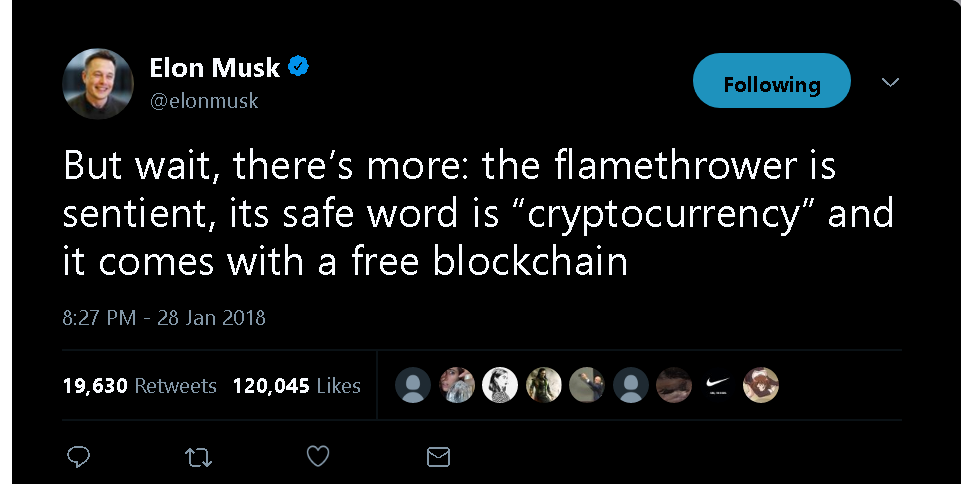 Elon Musk
@elonmusk
Following
But wait, there’s more: the flamethrower is
sentient, its safe word is “cryptocurrency” and
it comes with a free blockchain
8:27 PM - 28 Jan 2018
19,630 Retweets 120,045 Likes